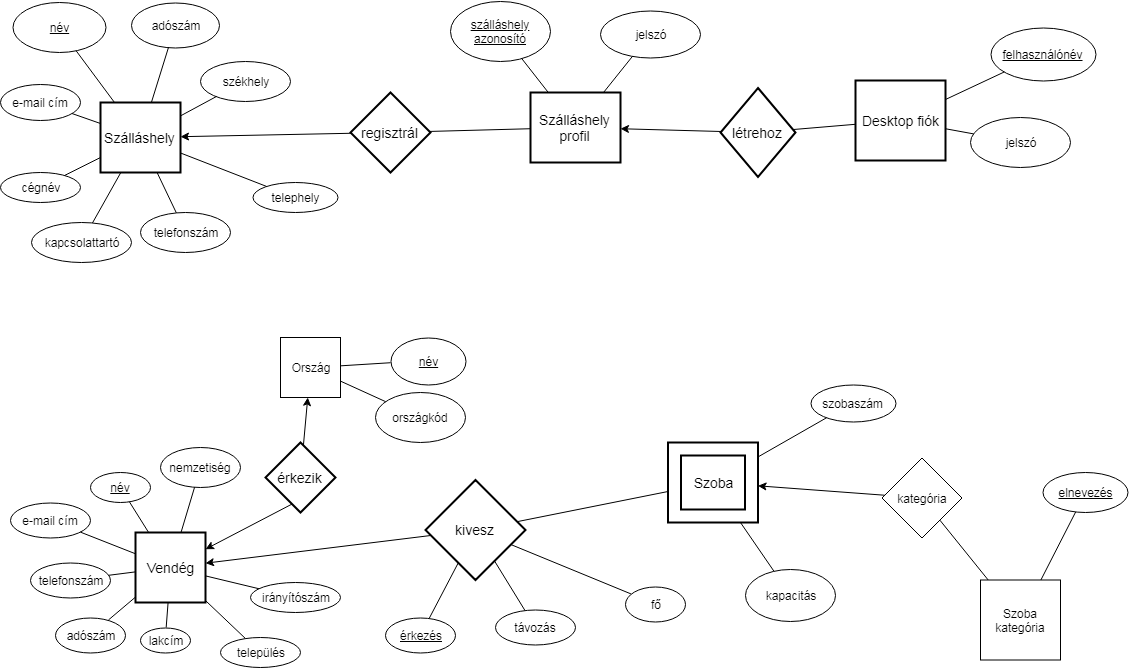 név
adószám
székhely
e-mail cím
Szálláshely
cégnév
telephely
telefonszám
kapcsolattartó
regisztrál
szálláshely
azonosító
jelszó
Szálláshely
profil
létrehoz
Desktop fiók
felhasználónév
jelszó
Ország
név
országkód
érkezik
nemzetiség
név
e-mail cím
telefonszám
Vendég
irányítószám
adószám
lakcím
település
kivesz
érkezés
távozás
fő
Szoba
szobaszám
kapacitás
kategória
elnevezés
Szoba
kategória